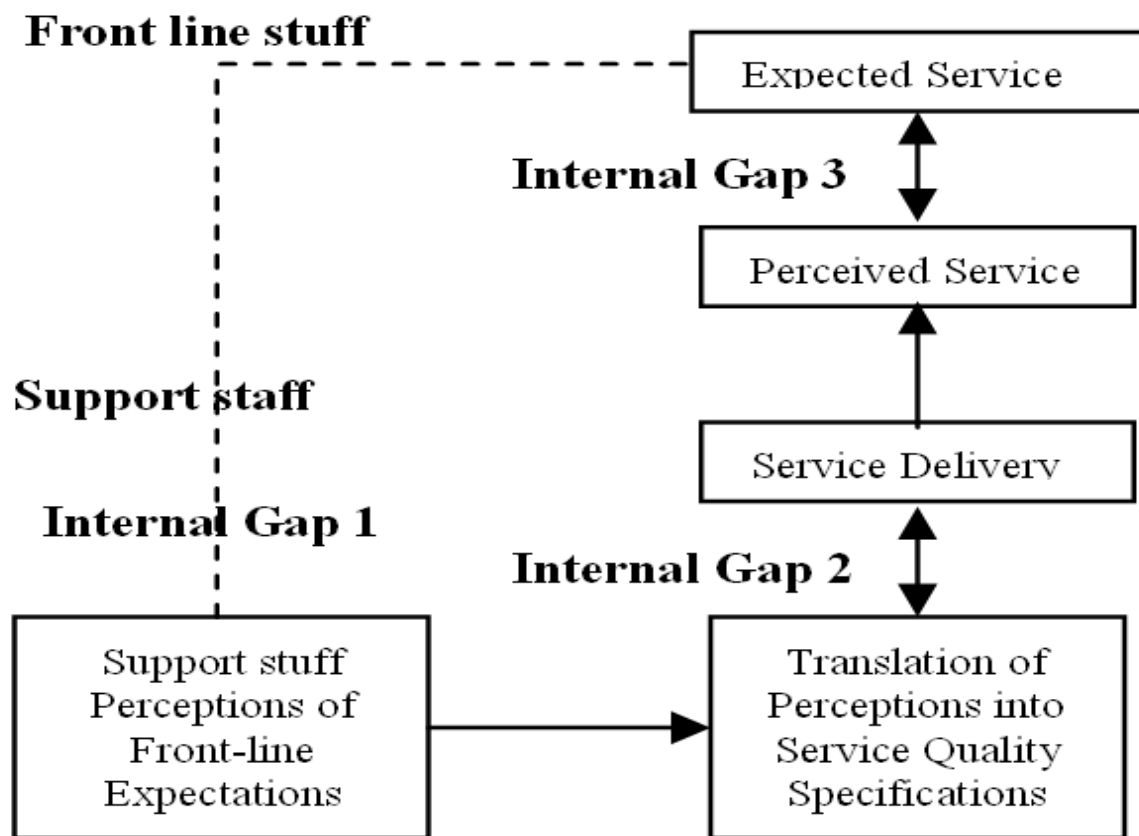 Front line stuff
Expected Service
Internal Gap 3
Perceived Service
Support staff
Service Delivery
Internal Gap 1
Internal Gap 2
Support stuff
Perceptions of
Front-line
Expectations
Translation of
Perceptions into
Service Quality
Specifications